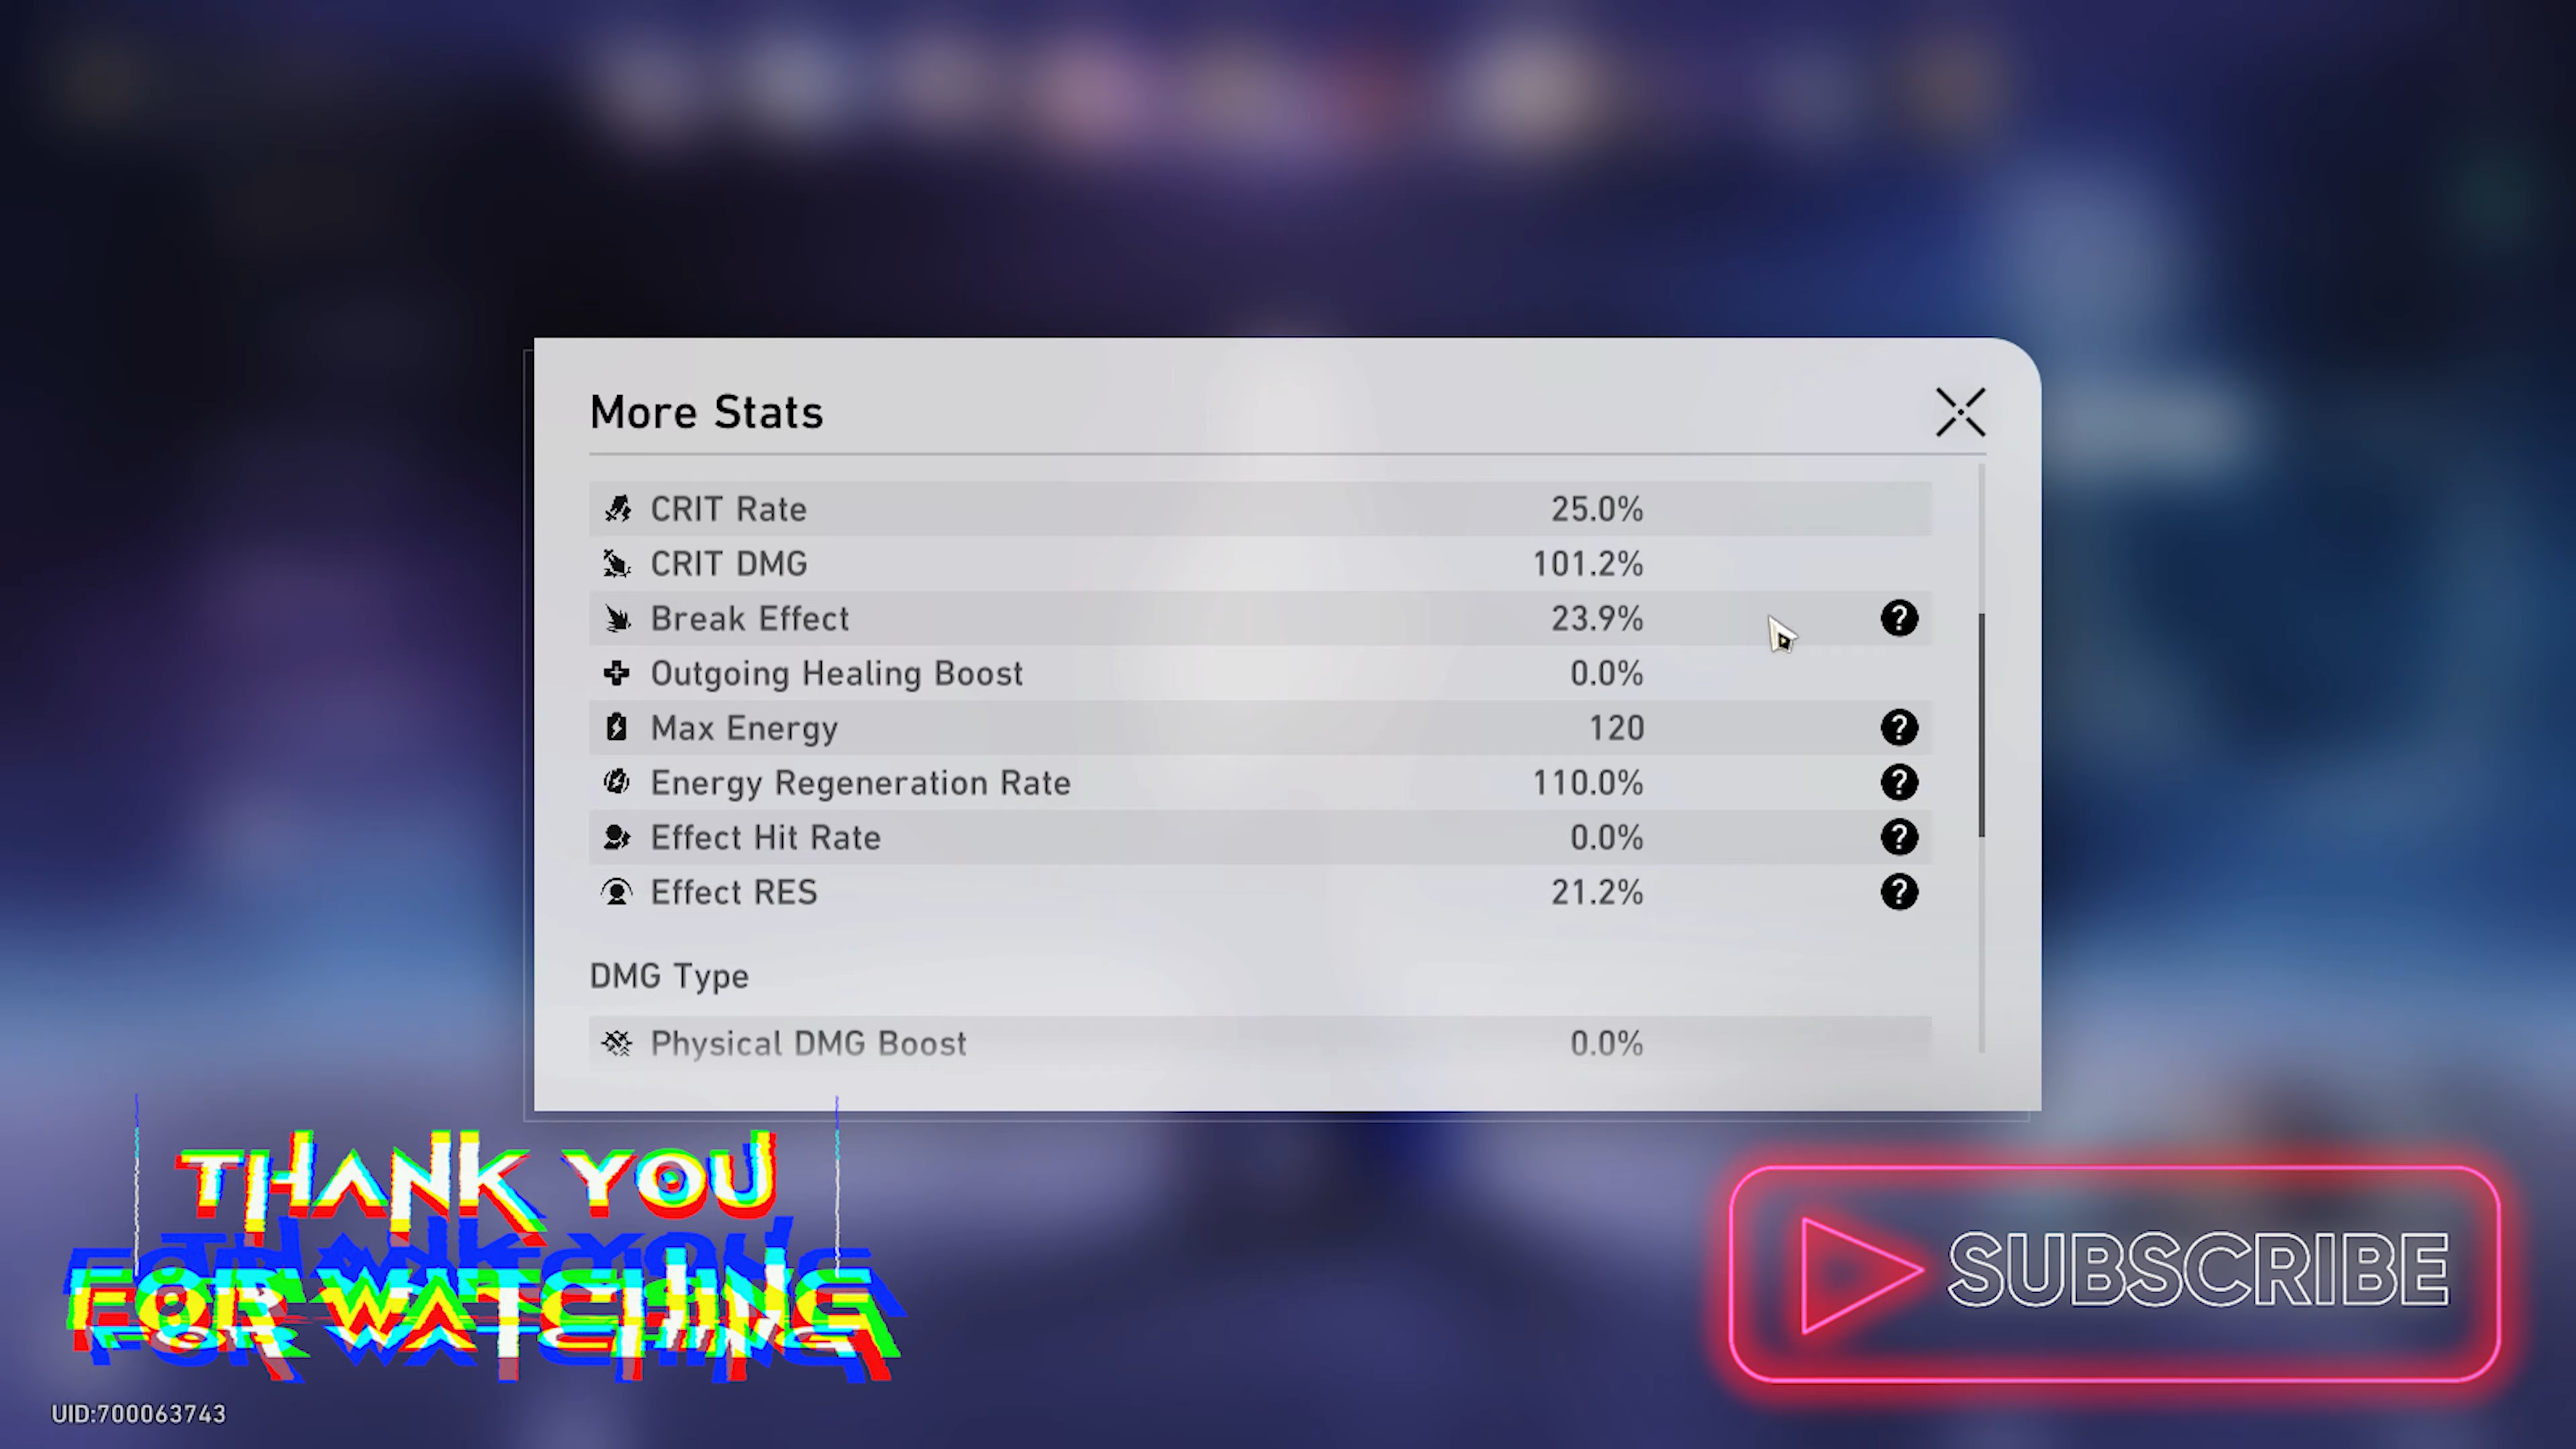 More Stats
CRIT Rate 25.0%
CRIT DMG 101.2%
Break Effect 23.9% ?
Outgoing Healing Boost 0.0%
Max Energy 120 ?
Energy Regeneration Rate 110.0% ?
Effect Hit Rate 0.0% ?
Effect RES 21.2% ?
DMG Type
Physical DMG Boost 0.0%
THANK YOU
FOR WATCHING
SUBSCRIBE
UID:700063743